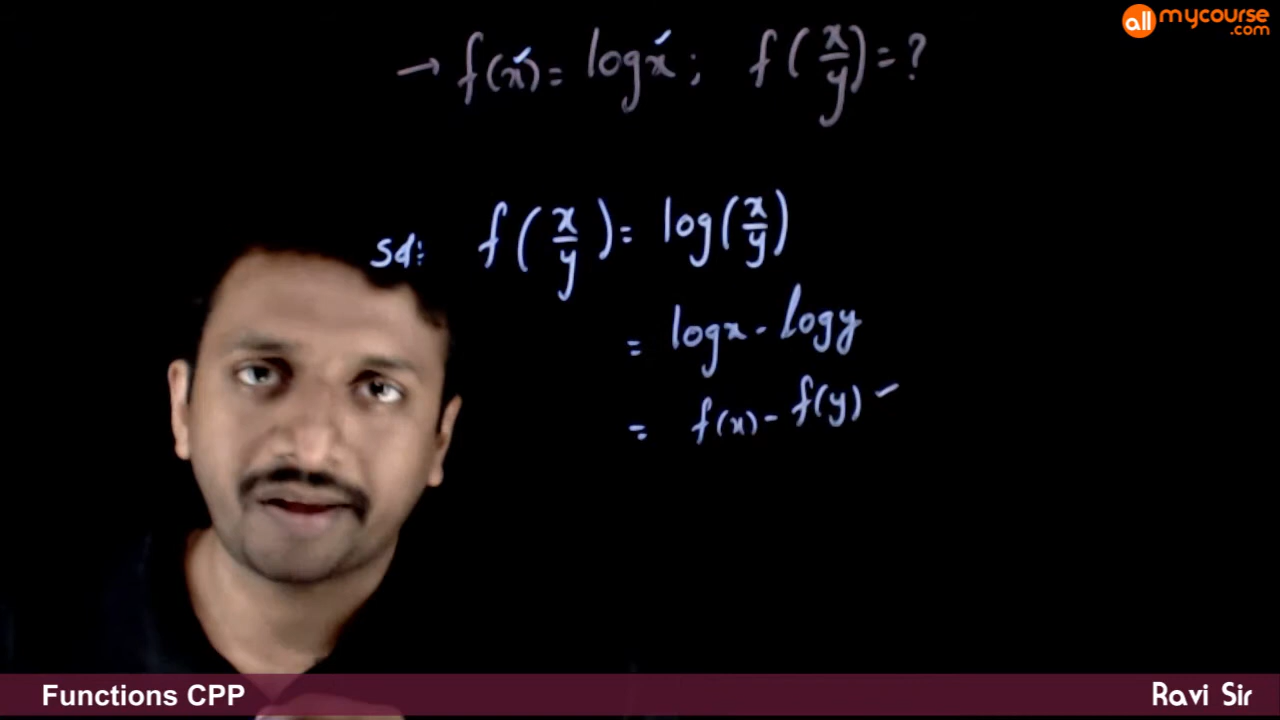 all mycourse
.com
→ f(x) = log x ; f(x/y) = ?
Sol: f(x/y) = log(x/y)
= log x - log y
= f(x) - f(y)
Functions CPP
Ravi Sir